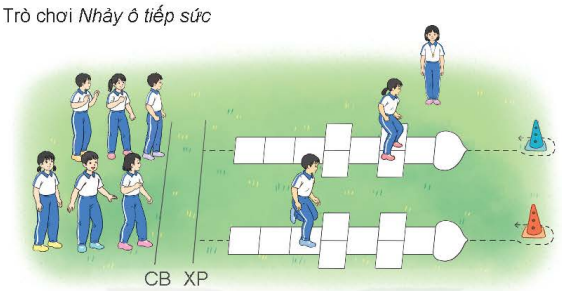 Trò chơi Nhảy ô tiếp sức
CB XP